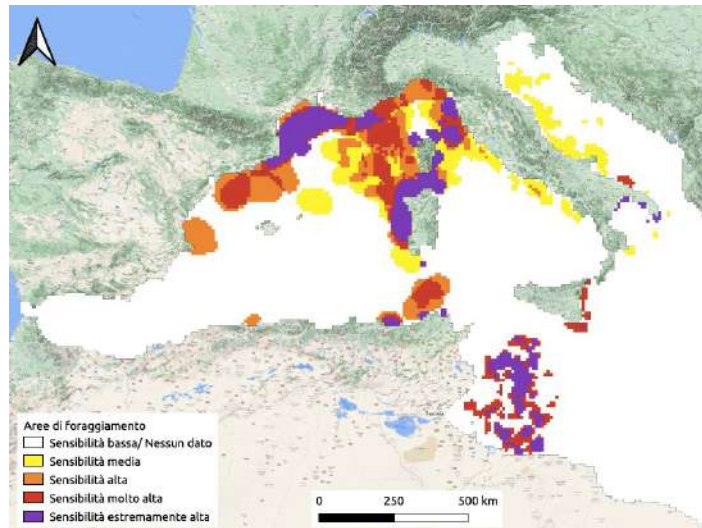 Aree di foraggiamento
Sensibilità bassa/ Nessun dato
Sensibilità media
Sensibilità alta
Sensibilità molto alta
Sensibilità estremamente alta
0 250 500 km